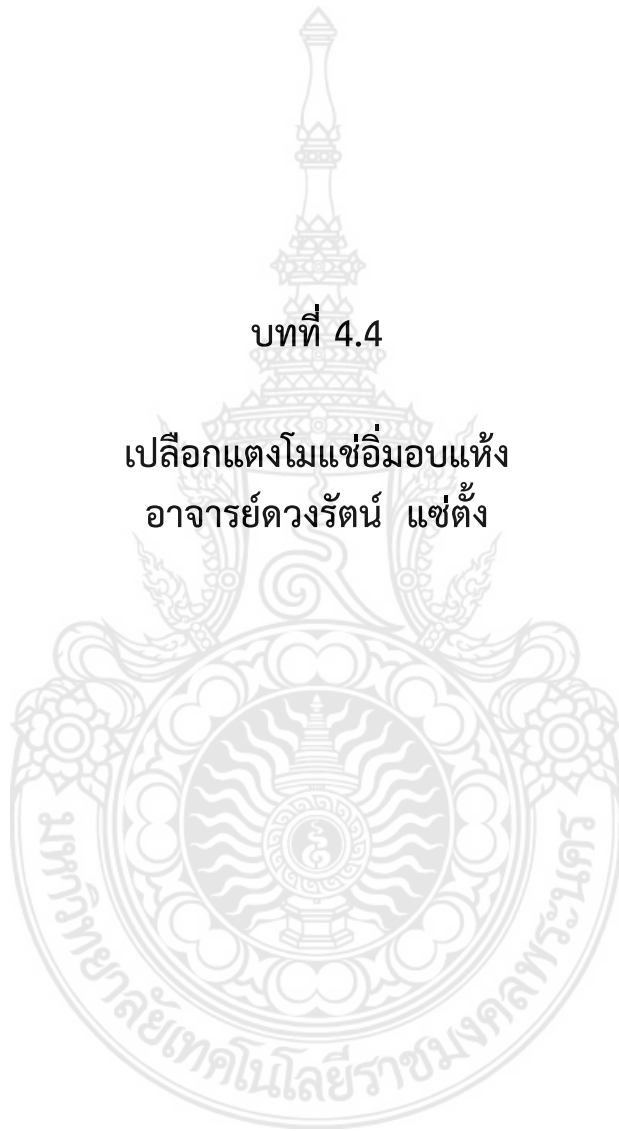 บทที่ 4.4
เปลือกแตงโมแช่อิ่มอบแห้ง
อาจารย์ดวงรัตน์ แซ่ตั้ง
มหาวิทยาลัยเทคโนโลยีราชมงคลพระนคร